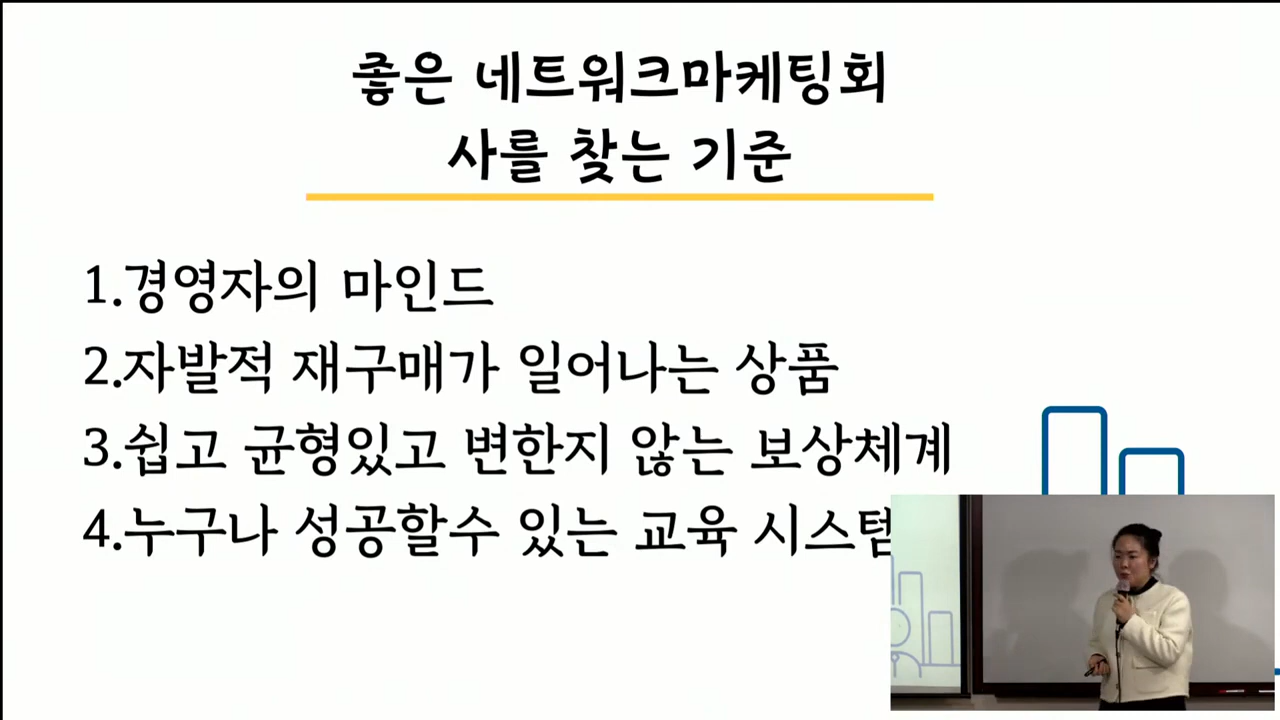 좋은 네트워크마케팅회
사를 찾는 기준
1.경영자의 마인드
2.자발적 재구매가 일어나는 상품
3.쉽고 균형있고 변한지 않는 보상체계
4.누구나 성공할수 있는 교육 시스템